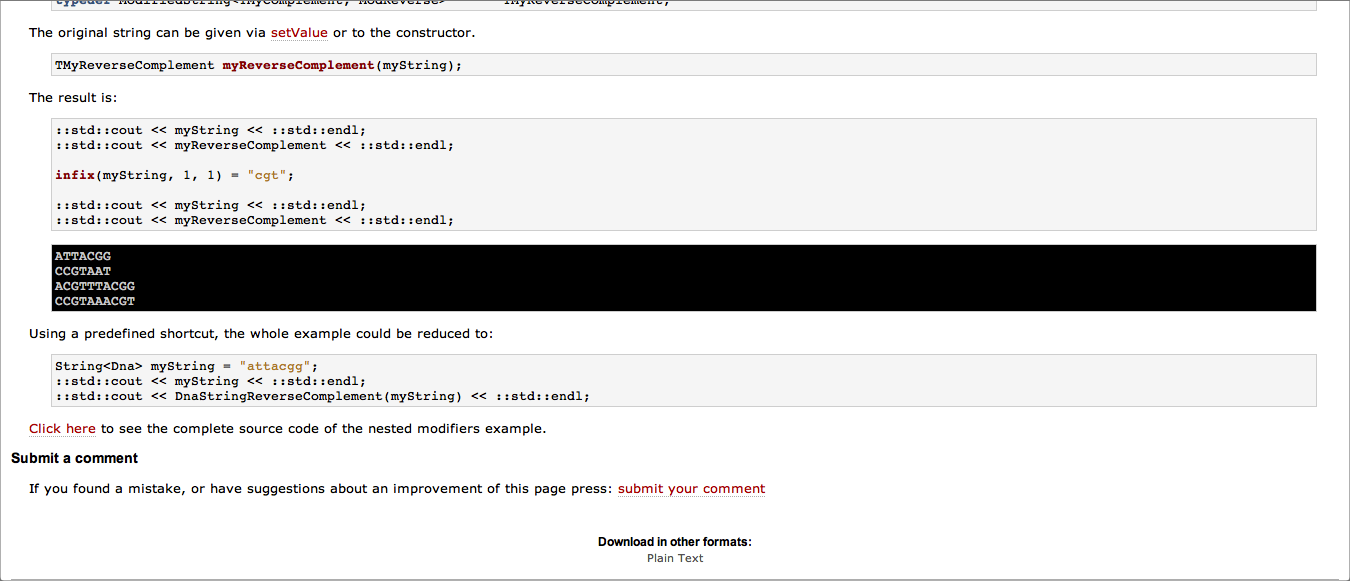 typedef ModifiedString<TMyComplement, ModReverse> TMyReverseComplement;
The original string can be given via setValue or to the constructor.
TMyReverseComplement myReverseComplement(myString);
The result is:
::std::cout << myString << ::std::endl;
::std::cout << myReverseComplement << ::std::endl;
infix(myString, 1, 1) = "cgt";
::std::cout << myString << ::std::endl;
::std::cout << myReverseComplement << ::std::endl;
ATTACGG
CCGTAAT
ACGTTTACGG
CCGTAAACGT
Using a predefined shortcut, the whole example could be reduced to:
String<Dna> myString = "attacgg";
::std::cout << myString << ::std::endl;
::std::cout << DnaStringReverseComplement(myString) << ::std::endl;
Click here to see the complete source code of the nested modifiers example.
Submit a comment
If you found a mistake, or have suggestions about an improvement of this page press: submit your comment
Download in other formats:
Plain Text